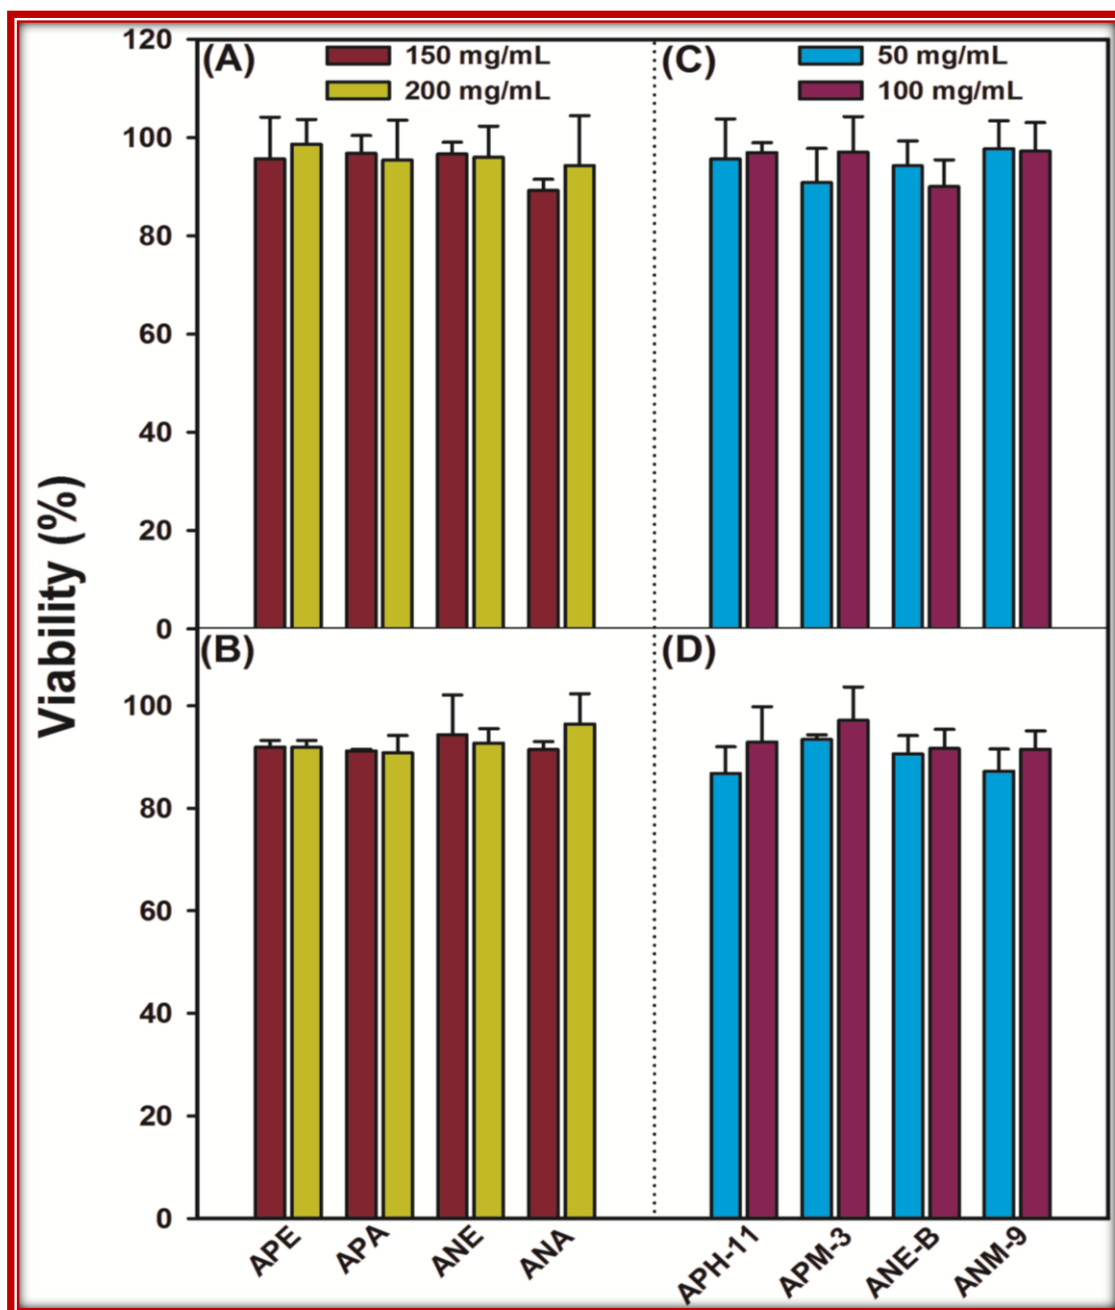 120
(A)
150 mg/mL
200 mg/mL
(C)
50 mg/mL
100 mg/mL
100
80
60
40
20
0
Viability (%)
(B)
(D)
100
80
60
40
20
0
APE
APA
ANE
ANA
APH-11
APM-3
ANE-B
ANM-9